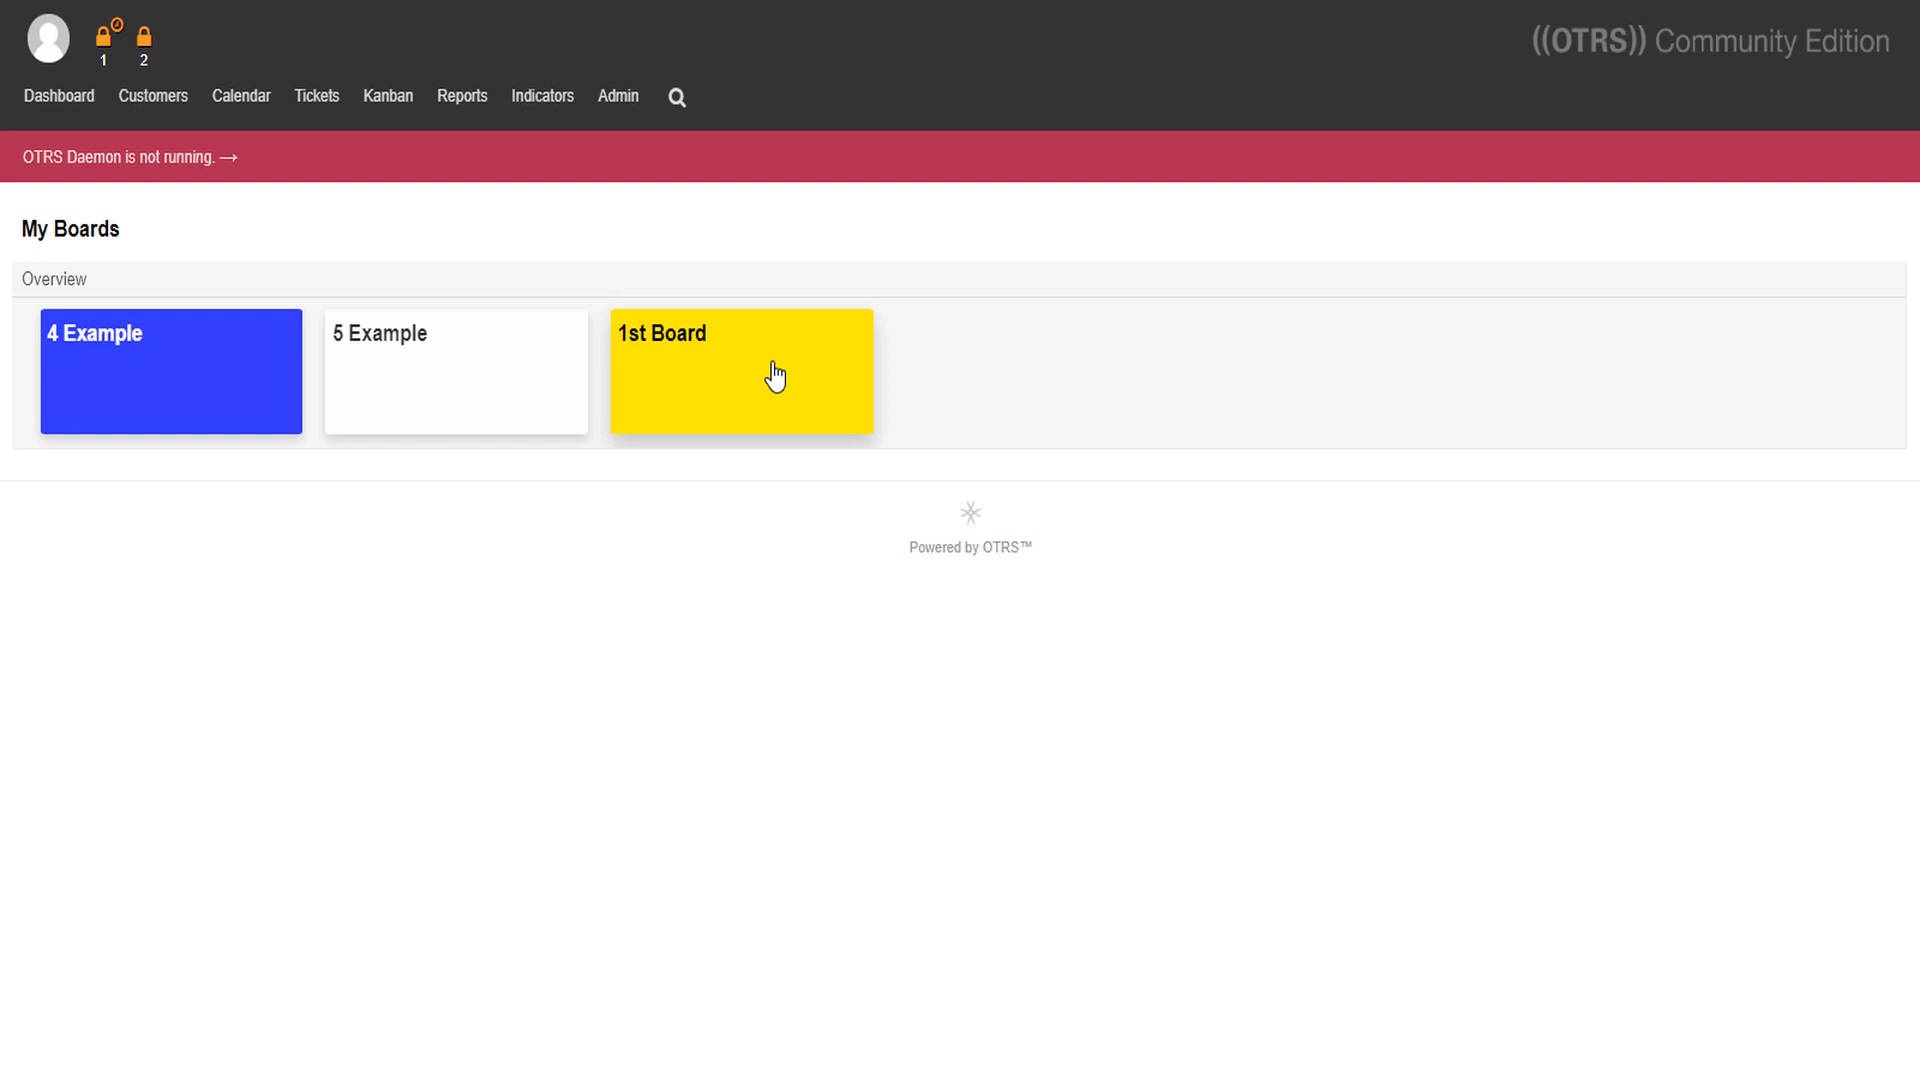 ((OTRS)) Community Edition
1
2
Dashboard Customers Calendar Tickets Kanban Reports Indicators Admin
OTRS Daemon is not running. →
My Boards
Overview
4 Example
5 Example
1st Board
Powered by OTRS™